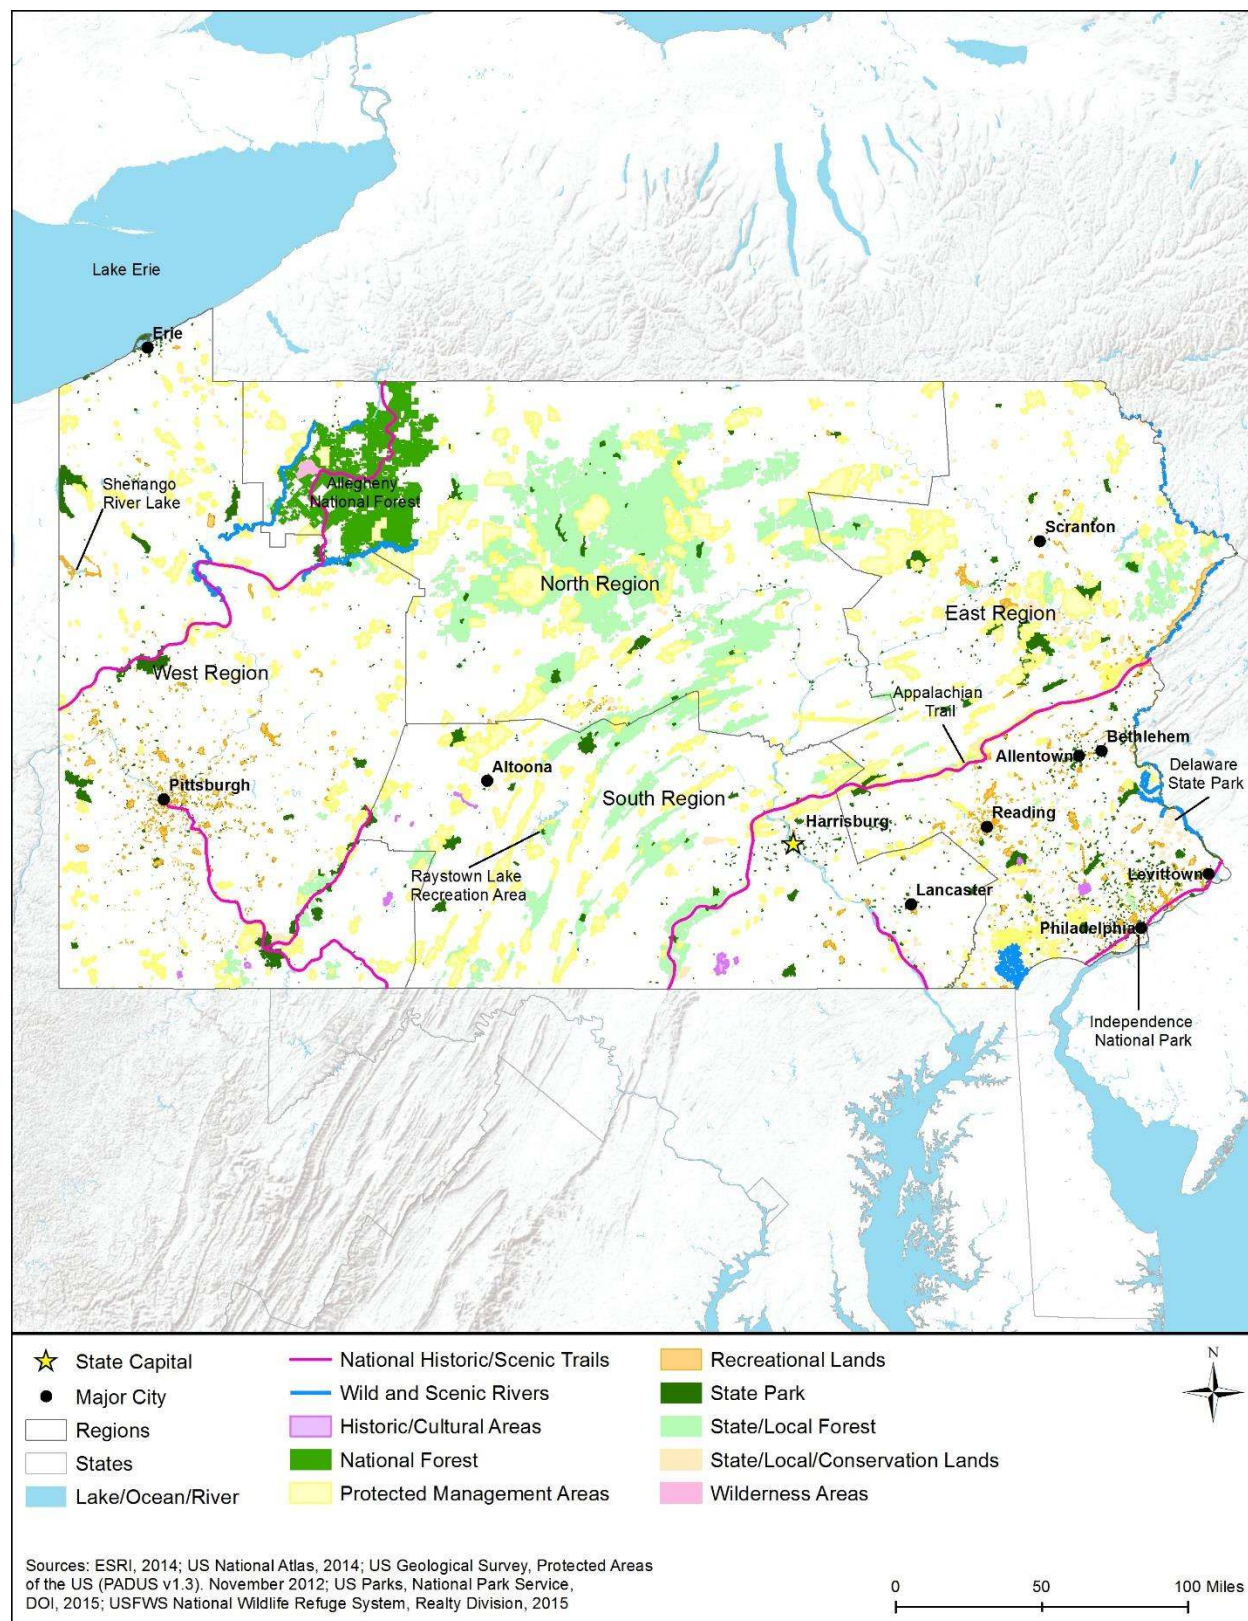 Lake Erie
Erie
Shenango
River Lake
Allegheny
National Forest
Scranton
North Region
East Region
West Region
Appalachian
Trail
Bethlehem
Allentown
Altoona
Delaware
State Park
Pittsburgh
South Region
Harrisburg
Reading
Raystown Lake
Recreation Area
Levittown
Lancaster
Philadelphia
Independence
National Park
State Capital
Major City
Regions
States
Lake/Ocean/River
National Historic/Scenic Trails
Wild and Scenic Rivers
Historic/Cultural Areas
National Forest
Protected Management Areas
Recreational Lands
State Park
State/Local Forest
State/Local/Conservation Lands
Wilderness Areas
N
Sources: ESRI, 2014; US National Atlas, 2014; US Geological Survey, Protected Areas
of the US (PADUS v1.3). November 2012; US Parks, National Park Service,
DOI, 2015; USFWS National Wildlife Refuge System, Realty Division, 2015
0 50 100 Miles